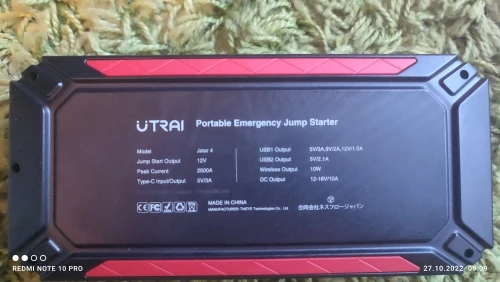 UTRAI Portable Emergency Jump Starter
Model Jstar 4
Jump Start Output 12V
Peak Current 2500A
Type-C Input/Output 5V/3A
USB1 Output 5V/3A,9V/2A,12V/1.5A
USB2 Output 5V/2.1A
Wireless Output 10W
DC Output 12-16V/10A
MADE IN CHINA
合同会社ネスフロージャパン
REDMI NOTE 10 PRO
27.10.2022 09:09